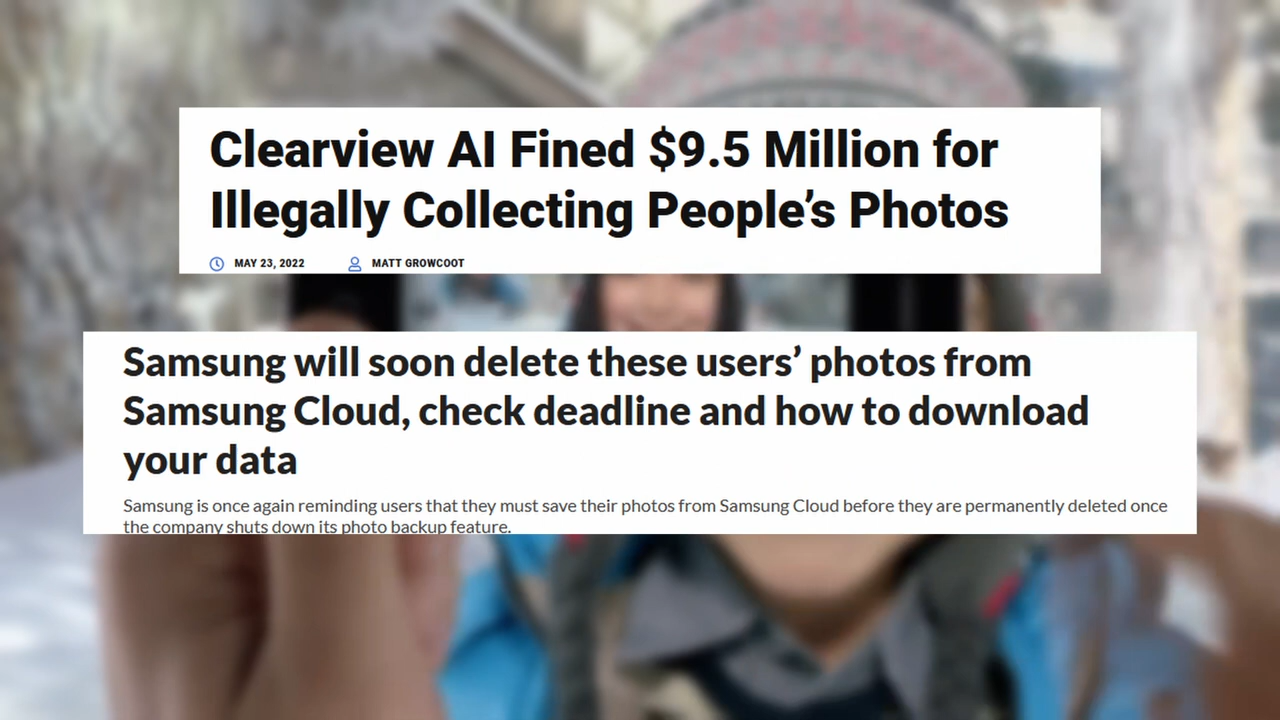 Clearview AI Fined $9.5 Million for
Illegally Collecting People’s Photos
MAY 23, 2022 MATT GROWCOOT
Samsung will soon delete these users’ photos from
Samsung Cloud, check deadline and how to download
your data
Samsung is once again reminding users that they must save their photos from Samsung Cloud before they are permanently deleted once
the company shuts down its photo backup feature.